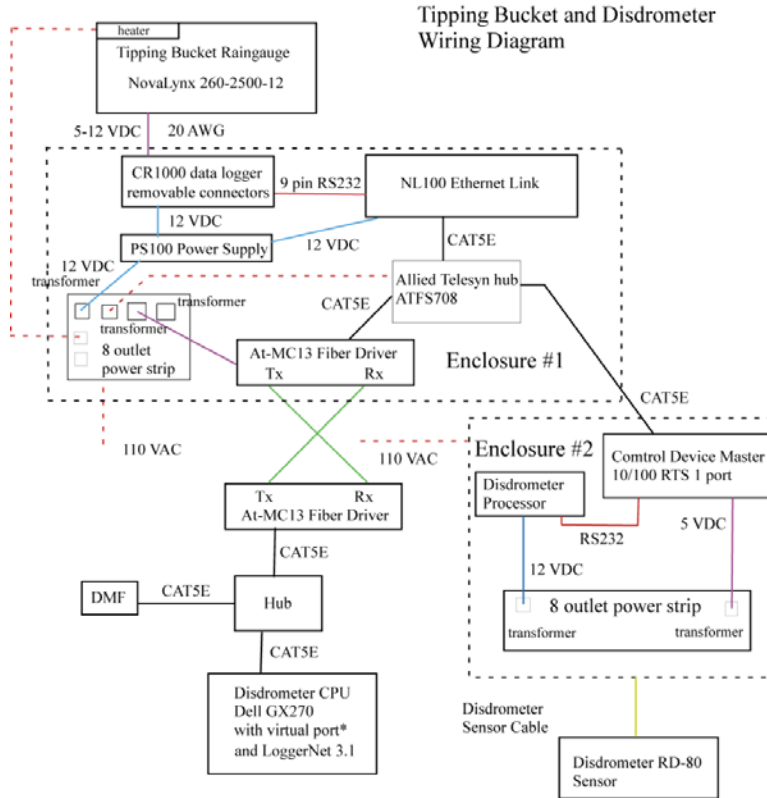 Tipping Bucket and Disdrometer
Wiring Diagram
heater
Tipping Bucket Raingauge
NovaLynx 260-2500-12
5-12 VDC
20 AWG
CR1000 data logger
removable connectors
9 pin RS232
NL100 Ethernet Link
12 VDC
PS100 Power Supply
12 VDC
CAT5E
12 VDC
transformer
transformer
transformer
8 outlet
power strip
Allied Telesyn hub
ATFS708
CAT5E
At-MC13 Fiber Driver
Tx
Rx
Enclosure #1
CAT5E
110 VAC
110 VAC
Enclosure #2
Comtrol Device Master
10/100 RTS 1 port
Disdrometer
Processor
RS232
5 VDC
12 VDC
8 outlet power strip
transformer
transformer
Tx
Rx
At-MC13 Fiber Driver
CAT5E
DMF
CAT5E
Hub
CAT5E
Disdrometer CPU
Dell GX270
with virtual port*
and LoggerNet 3.1
Disdrometer
Sensor Cable
Disdrometer RD-80
Sensor